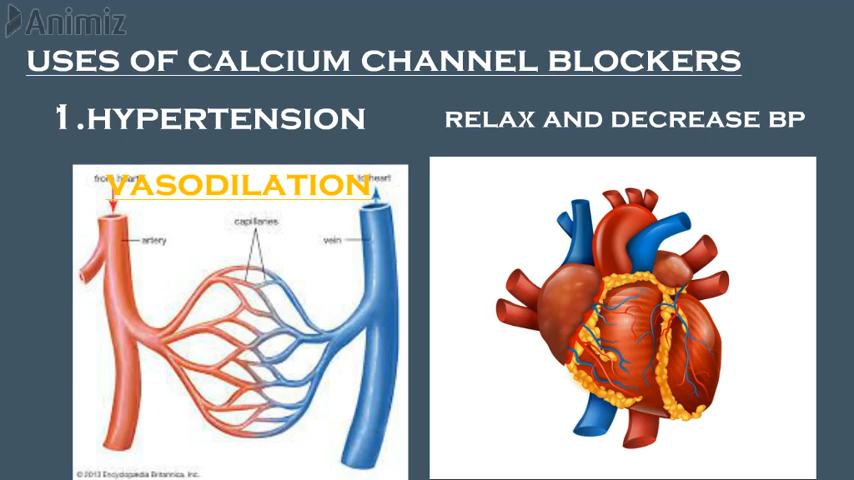 Animiz
USES OF CALCIUM CHANNEL BLOCKERS
1.HYPERTENSION
RELAX AND DECREASE BP
VASODILATION
capillaries
artery
vein
© 2013 Encyclopædia Britannica, Inc.